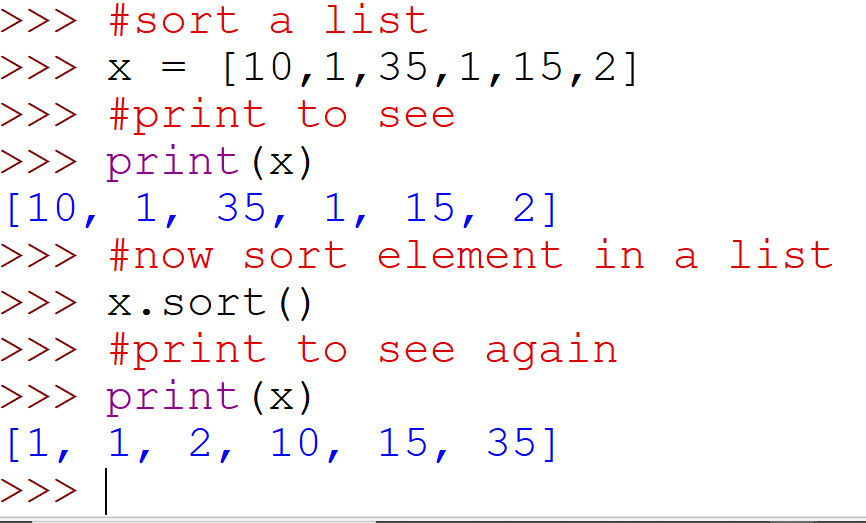 >>> #sort a list
>>> x = [10,1,35,1,15,2]
>>> #print to see
>>> print(x)
[10, 1, 35, 1, 15, 2]
>>> #now sort element in a list
>>> x.sort()
>>> #print to see again
>>> print(x)
[1, 1, 2, 10, 15, 35]
>>>